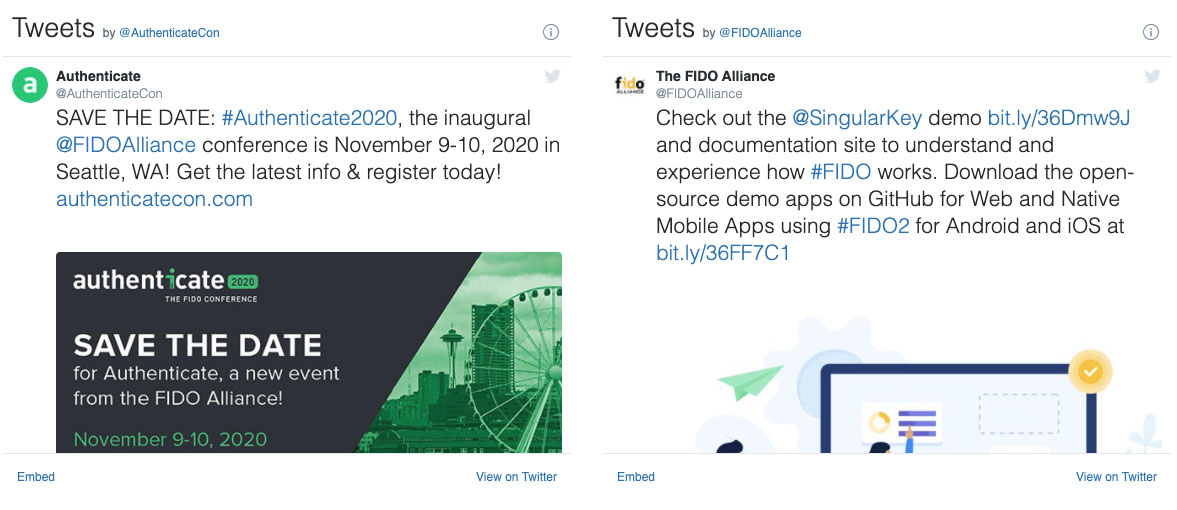 Tweets by @AuthenticateCon
Authenticate
@AuthenticateCon
SAVE THE DATE: #Authenticate2020, the inaugural
@FIDOAlliance conference is November 9-10, 2020 in
Seattle, WA! Get the latest info & register today!
authenticatecon.com
authenticate 2020
THE FIDO CONFERENCE
SAVE THE DATE
for Authenticate, a new event
from the FIDO Alliance!
November 9-10, 2020
Embed
View on Twitter
Tweets by @FIDOAlliance
fido
ALLIANCE
The FIDO Alliance
@FIDOAlliance
Check out the @SingularKey demo bit.ly/36Dmw9J
and documentation site to understand and
experience how #FIDO works. Download the open-
source demo apps on GitHub for Web and Native
Mobile Apps using #FIDO2 for Android and iOS at
bit.ly/36FF7C1
Embed
View on Twitter